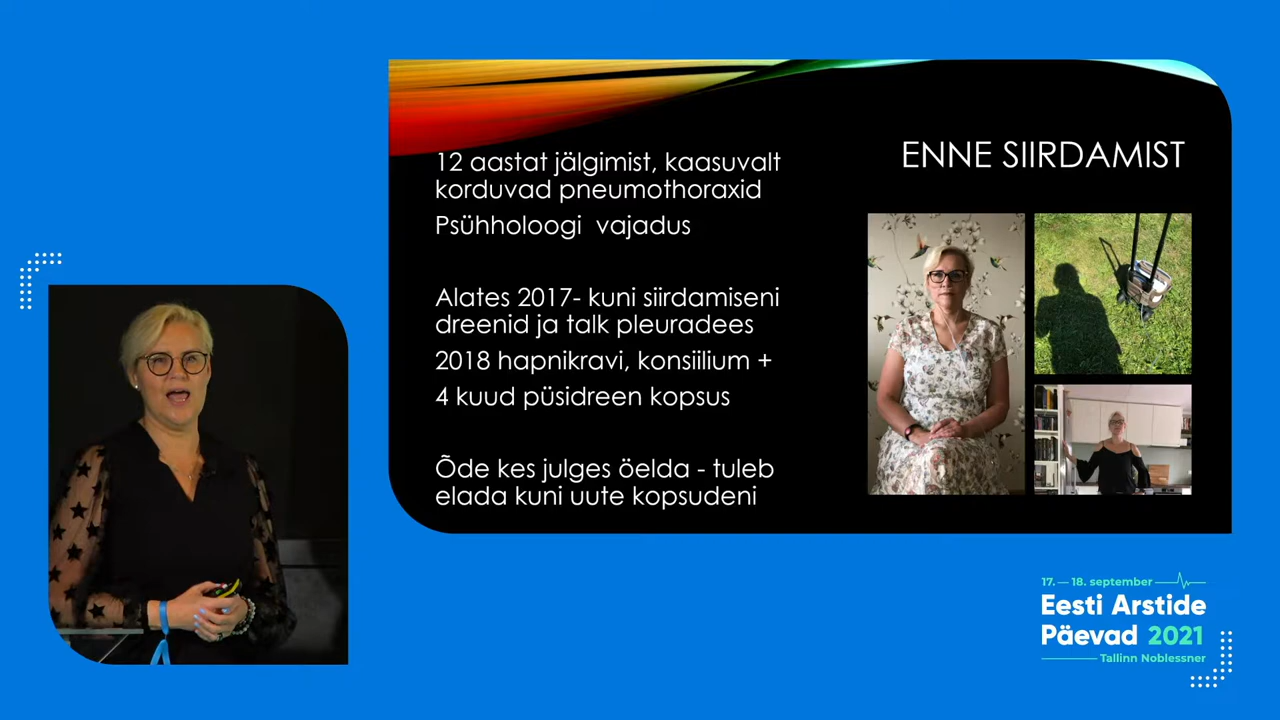 ENNE SIIRDAMIST
12 aastat jälgimist, kaasuvalt
korduvad pneumothoraxid
Psühholoogi vajadus
Alates 2017- kuni siirdamiseni
dreenid ja talk pleuradees
2018 hapnikravi, konsiilium +
4 kuud püsidreen kopsus
Õde kes julges öelda - tuleb
elada kuni uute kopsudeni
17. — 18. september
Eesti Arstide
Päevad 2021
Tallinn Noblessner